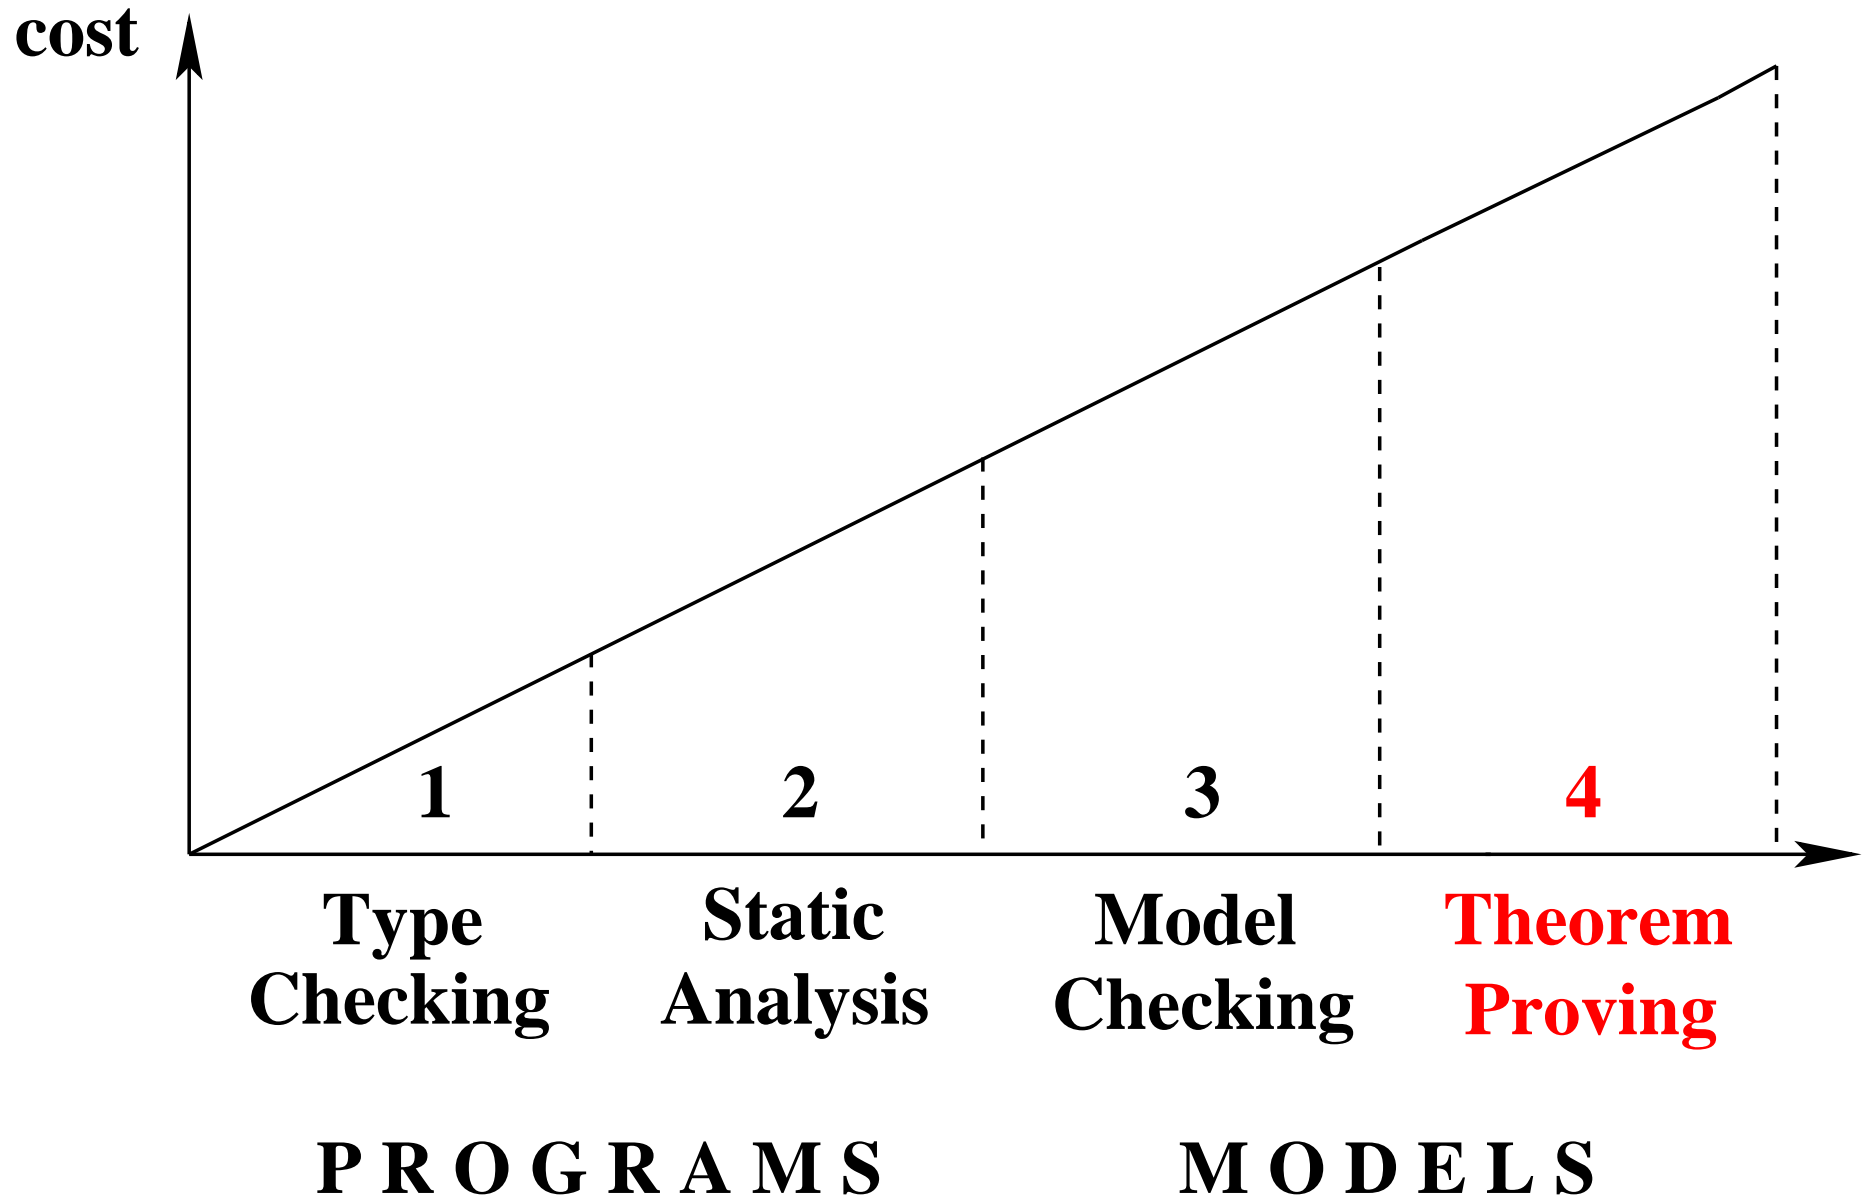 cost
1 2 3 4
Type Checking
Static Analysis
Model Checking
Theorem Proving
P R O G R A M S
M O D E L S